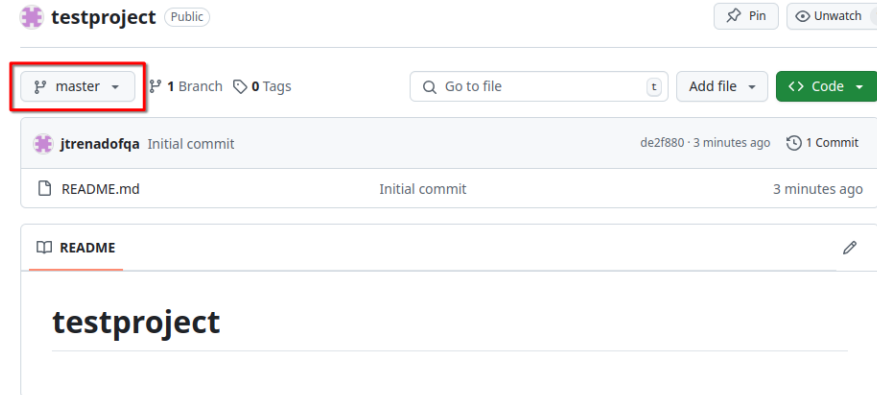 testproject Public Pin Unwatch
master 1 Branch 0 Tags Go to file t Add file Code
jtrenadofqa Initial commit de2f880 · 3 minutes ago 1 Commit
README.md Initial commit 3 minutes ago
README
testproject